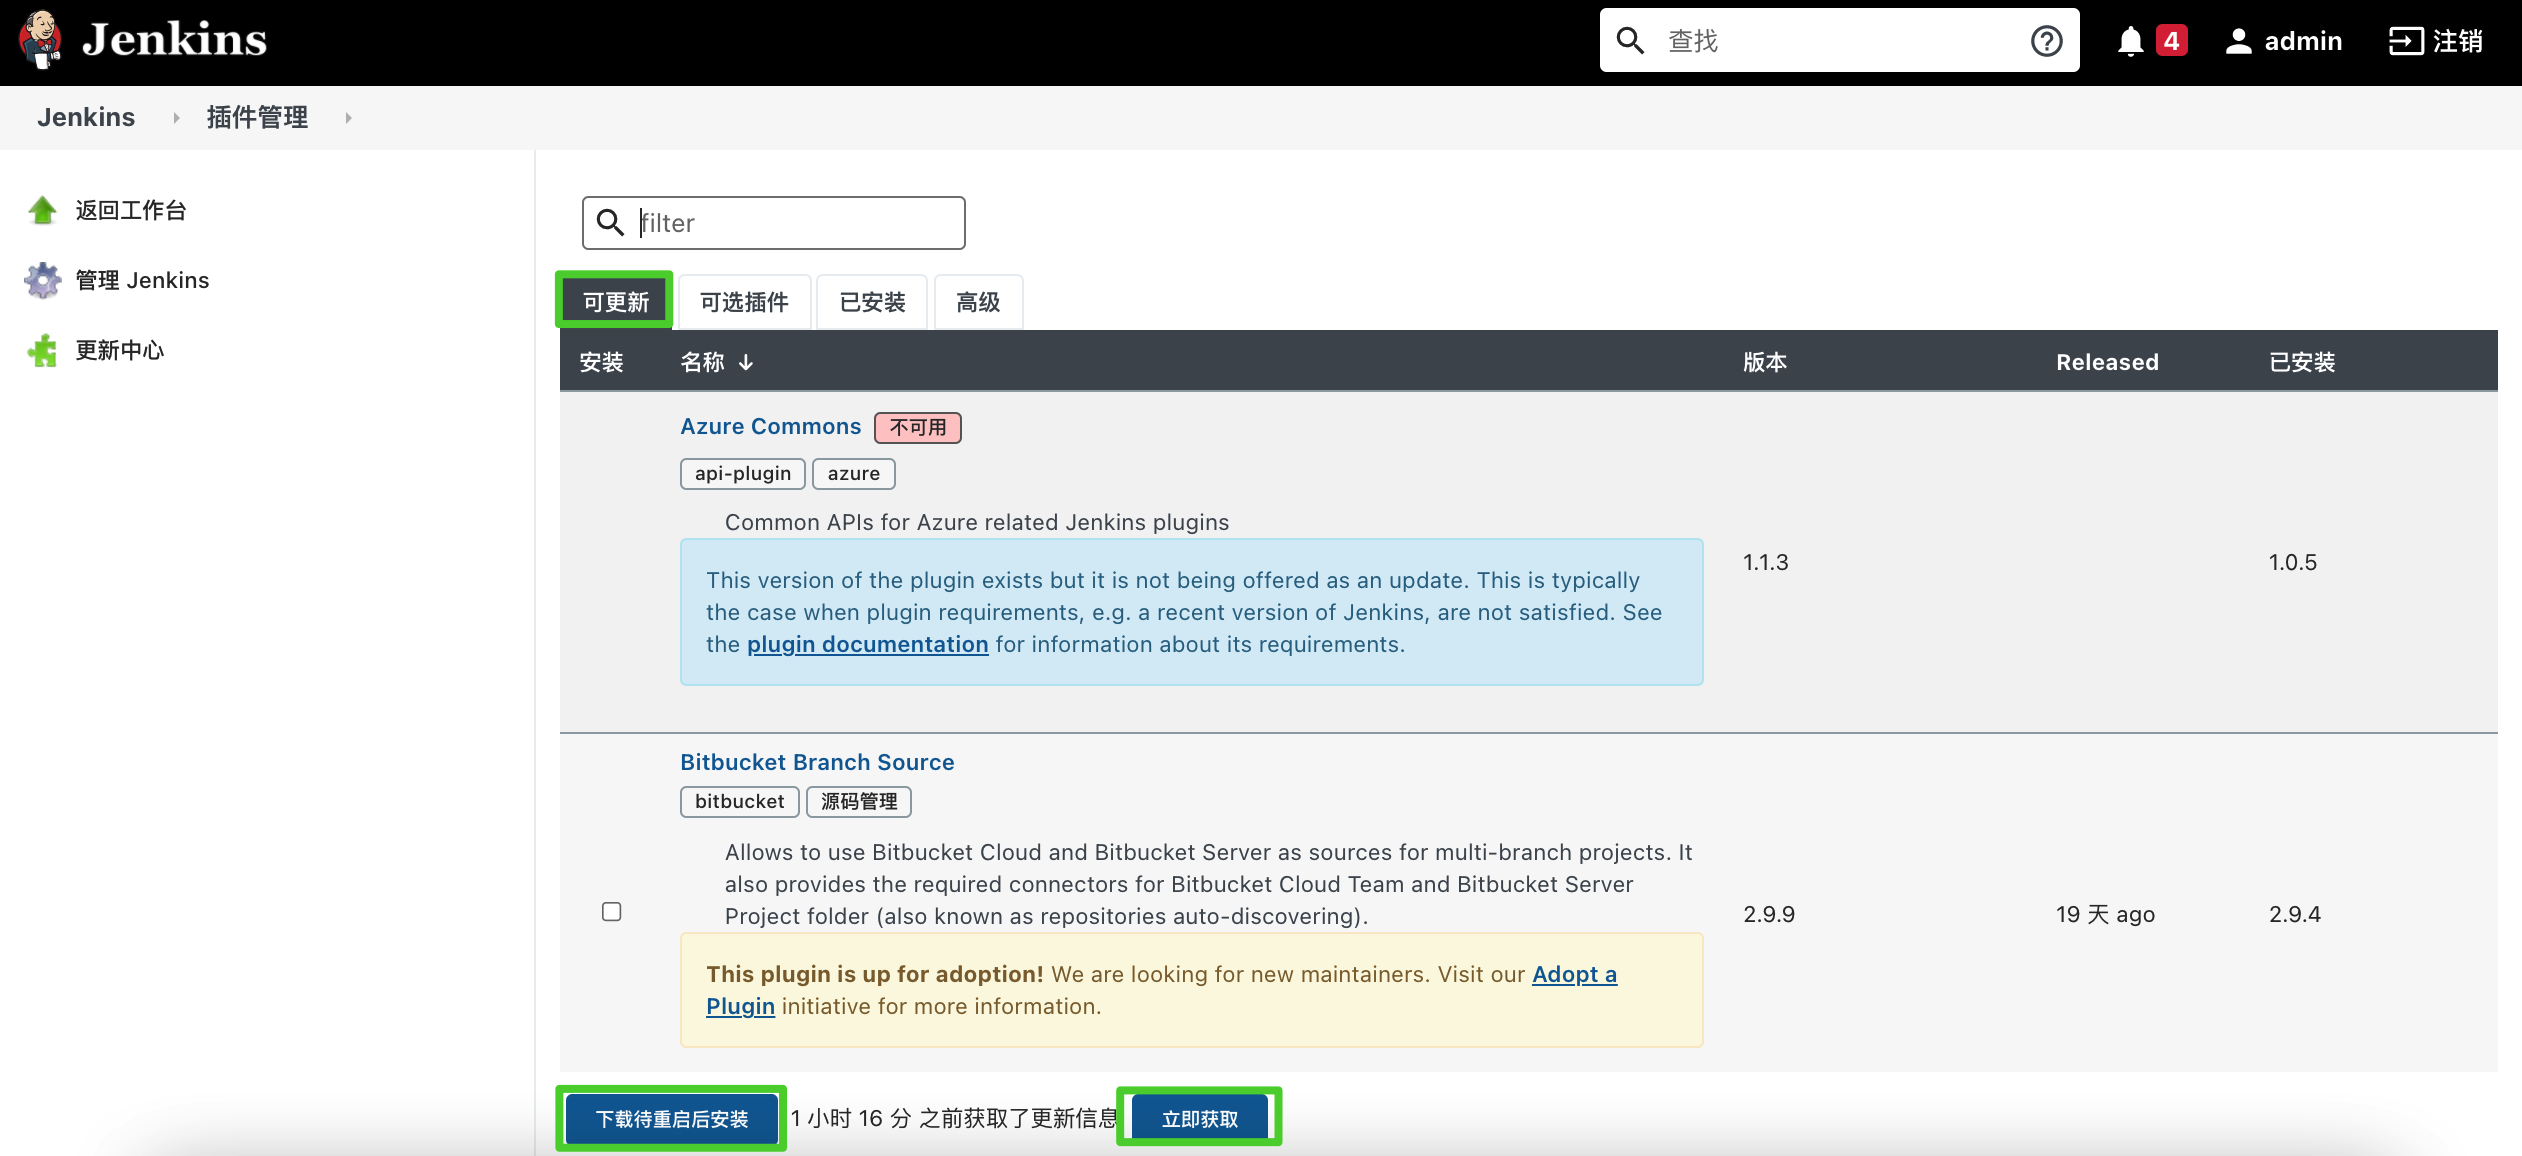 Jenkins
查找
4
admin
注销
Jenkins
插件管理
返回工作台
管理 Jenkins
更新中心
filter
可更新
可选插件
已安装
高级
安装
名称 ↓
版本
Released
已安装
Azure Commons 不可用
api-plugin azure
Common APIs for Azure related Jenkins plugins
This version of the plugin exists but it is not being offered as an update. This is typically
the case when plugin requirements, e.g. a recent version of Jenkins, are not satisfied. See
the plugin documentation for information about its requirements.
1.1.3
1.0.5
Bitbucket Branch Source
bitbucket 源码管理
Allows to use Bitbucket Cloud and Bitbucket Server as sources for multi-branch projects. It
also provides the required connectors for Bitbucket Cloud Team and Bitbucket Server
Project folder (also known as repositories auto-discovering).
This plugin is up for adoption! We are looking for new maintainers. Visit our Adopt a
Plugin initiative for more information.
2.9.9
19 天 ago
2.9.4
下载待重启后安装
1 小时 16 分 之前获取了更新信息
立即获取